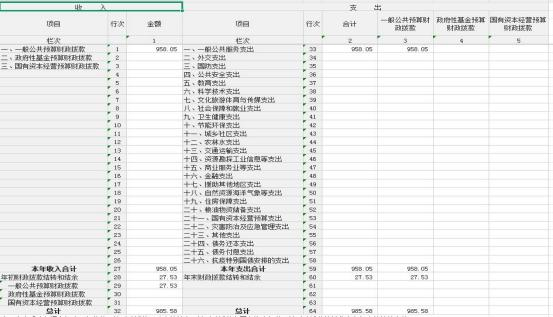 收 入 支 出
项目 行次 金额 项目 行次 合计 一般公共预算财政拨款 政府性基金预算财政拨款 国有资本经营预算财政拨款
栏次 1 栏次 2 3 4 5
一、一般公共预算财政拨款 1 958.05 一、一般公共服务支出 33 958.05 958.05
二、政府性基金预算财政拨款 2 二、外交支出 34
三、国有资本经营预算财政拨款 3 三、国防支出 35
4 四、公共安全支出 36
5 五、教育支出 37
6 六、科学技术支出 38
7 七、文化旅游体育与传媒支出 39
8 八、社会保障和就业支出 40
9 九、卫生健康支出 41
10 十、节能环保支出 42
11 十一、城乡社区支出 43
12 十二、农林水支出 44
13 十三、交通运输支出 45
14 十四、资源勘探工业信息等支出 46
15 十五、商业服务业等支出 47
16 十六、金融支出 48
17 十七、援助其他地区支出 49
18 十八、自然资源海洋气象等支出 50
19 十九、住房保障支出 51
20 二十、粮油物资储备支出 52
21 二十一、国有资本经营预算支出 53
22 二十二、灾害防治及应急管理支出 54
23 二十三、其他支出 55
24 二十四、债务还本支出 56
25 二十五、债务付息支出 57
26 二十六、抗疫特别国债安排的支出 58
本年收入合计 27 958.05 本年支出合计 59 958.05 958.05
年初财政拨款结转和结余 28 27.53 年末财政拨款结转和结余 60 27.53 27.53
一般公共预算财政拨款 29 27.53 61
政府性基金预算财政拨款 30 62
国有资本经营预算财政拨款 31 63
总计 32 985.58 总计 64 985.58 985.58